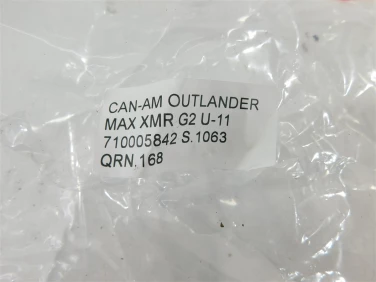 CAN-AM OUTLANDER
MAX XMR G2 U-11
710005842 S.1063
QRN.168